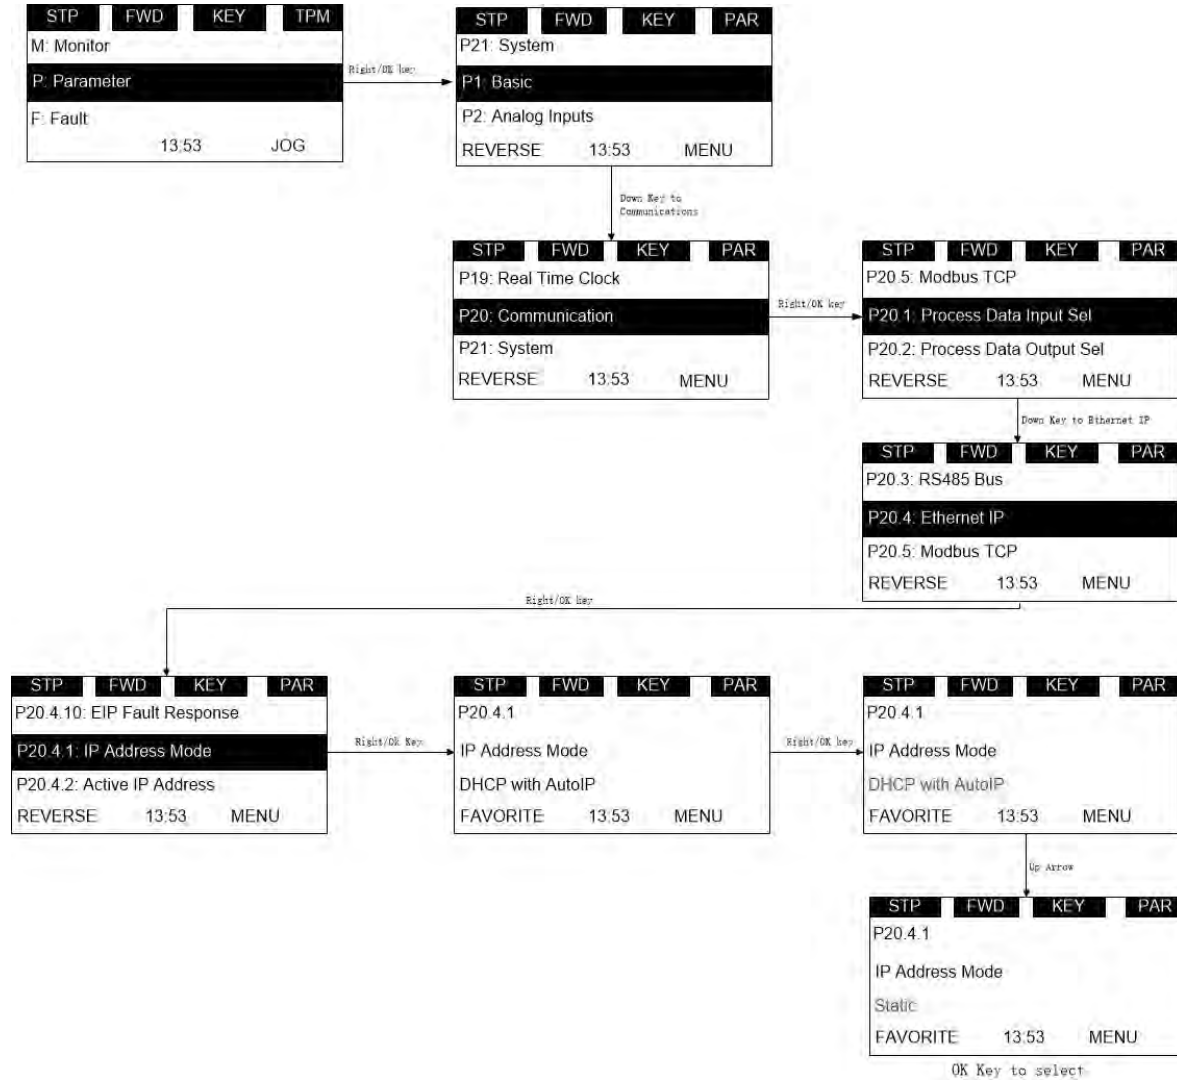 STP FWD KEY TPM
M: Monitor
P: Parameter
F: Fault
13:53 JOG
Right/OK key
STP FWD KEY PAR
P21: System
P1: Basic
P2: Analog Inputs
REVERSE 13:53 MENU
Down Key to
Communications
STP FWD KEY PAR
P19: Real Time Clock
P20: Communication
P21: System
REVERSE 13:53 MENU
Right/OK key
STP FWD KEY PAR
P20.5: Modbus TCP
P20.1: Process Data Input Sel
P20.2: Process Data Output Sel
REVERSE 13:53 MENU
Down Key to Ethernet IP
STP FWD KEY PAR
P20.3: RS485 Bus
P20.4: Ethernet IP
P20.5: Modbus TCP
REVERSE 13:53 MENU
Right/OK key
STP FWD KEY PAR
P20.4.10: EIP Fault Response
P20.4.1: IP Address Mode
P20.4.2: Active IP Address
REVERSE 13:53 MENU
Right/Ok Key
STP FWD KEY PAR
P20.4.1
IP Address Mode
DHCP with AutoIP
FAVORITE 13:53 MENU
Right/OK key
STP FWD KEY PAR
P20.4.1
IP Address Mode
DHCP with AutoIP
FAVORITE 13:53 MENU
Up Arrow
STP FWD KEY PAR
P20.4.1
IP Address Mode
Static
FAVORITE 13:53 MENU
OK Key to select